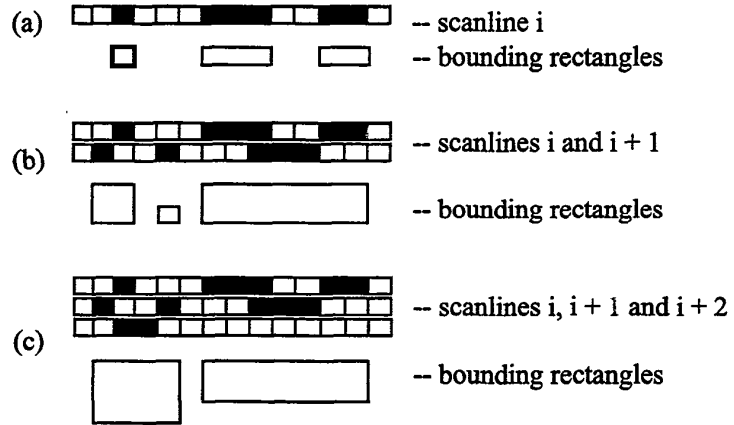 (a)
-- scanline i
-- bounding rectangles
(b)
-- scanlines i and i + 1
-- bounding rectangles
(c)
-- scanlines i, i + 1 and i + 2
-- bounding rectangles